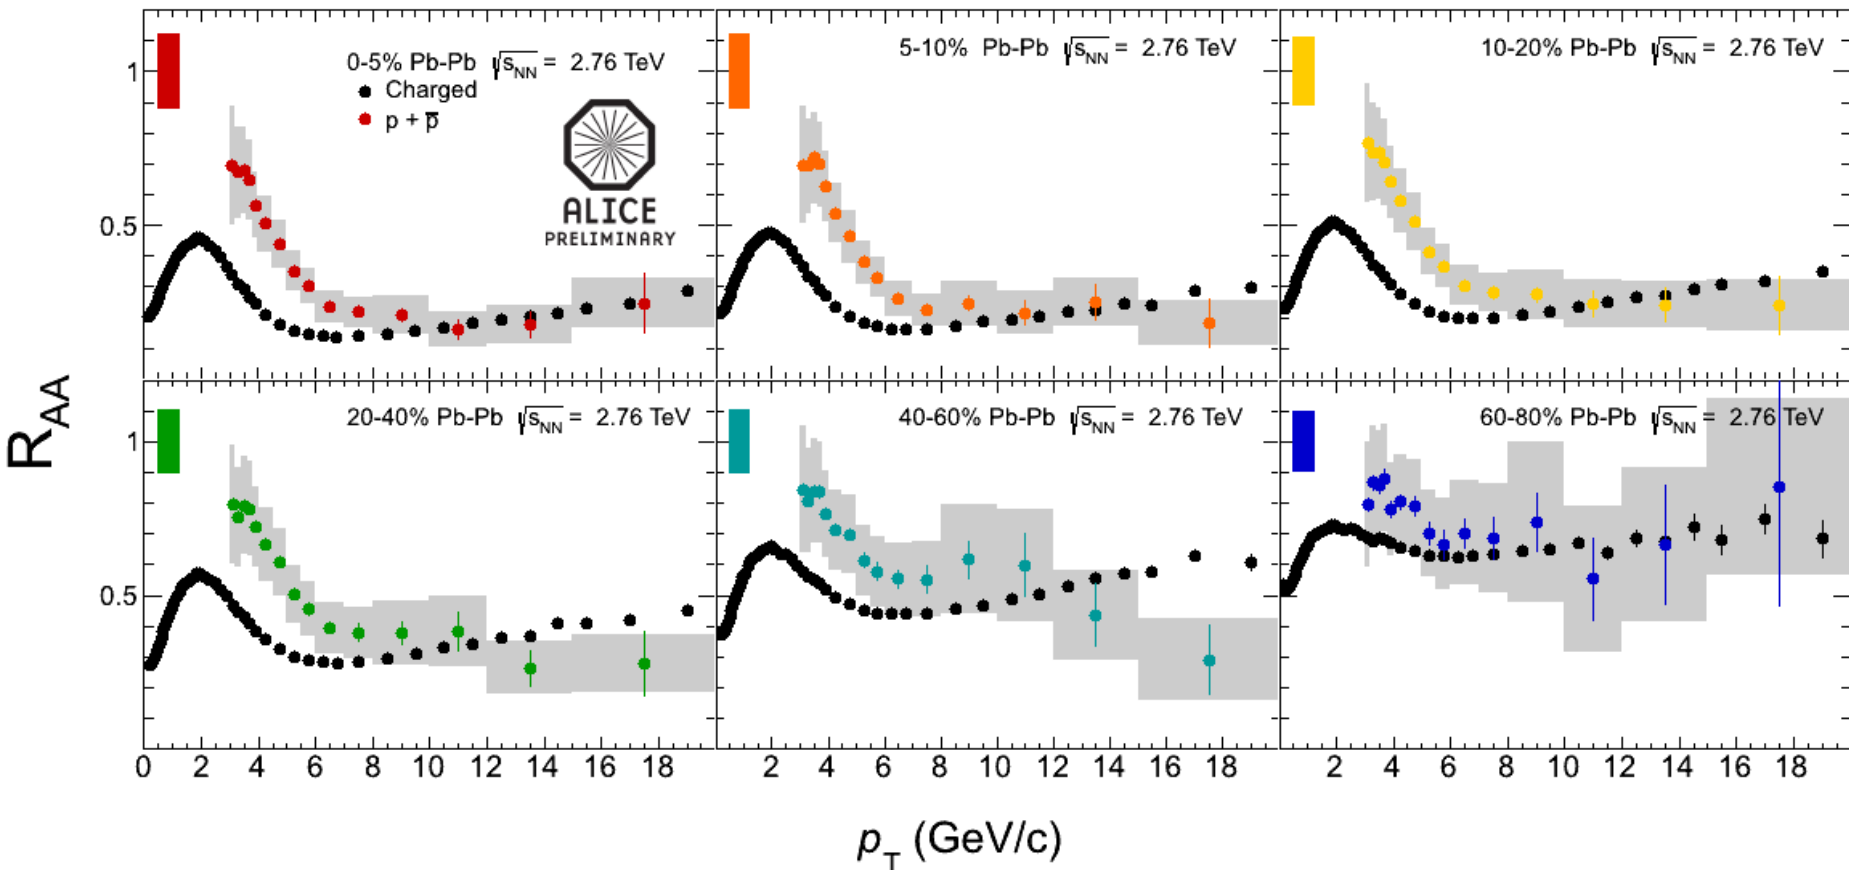 0-5% Pb-Pb √sNN = 2.76 TeV
Charged
p + p̅
ALICE
PRELIMINARY
5-10% Pb-Pb √sNN = 2.76 TeV
10-20% Pb-Pb √sNN = 2.76 TeV
1
0.5
RAA
20-40% Pb-Pb √sNN = 2.76 TeV
40-60% Pb-Pb √sNN = 2.76 TeV
60-80% Pb-Pb √sNN = 2.76 TeV
1
0.5
0 2 4 6 8 10 12 14 16 18
2 4 6 8 10 12 14 16 18
2 4 6 8 10 12 14 16 18
pT (GeV/c)